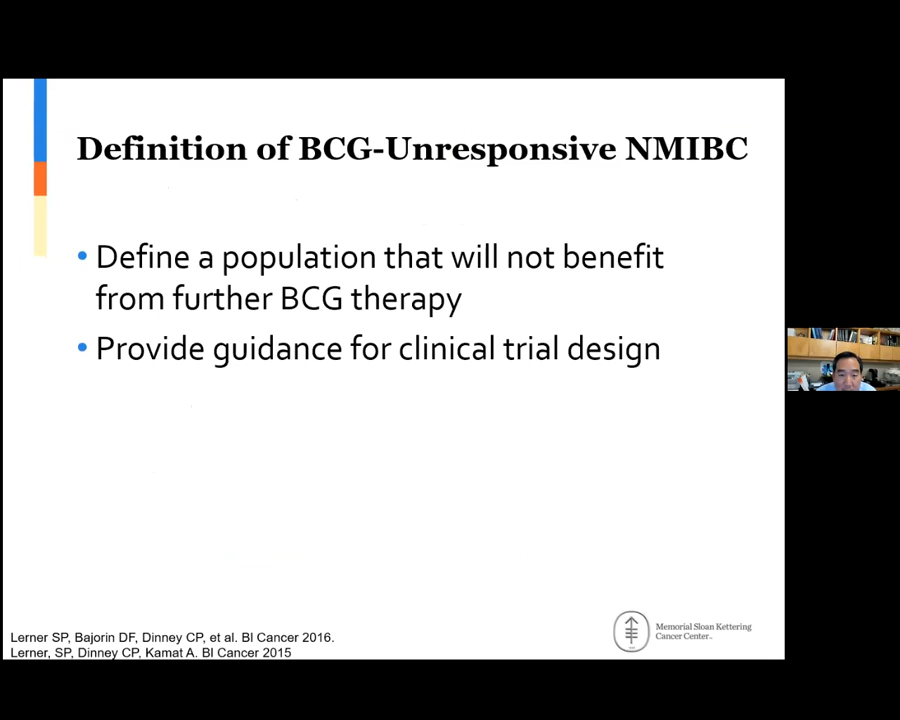 Definition of BCG-Unresponsive NMIBC
• Define a population that will not benefit
from further BCG therapy
• Provide guidance for clinical trial design
Lerner SP, Bajorin DF, Dinney CP, et al. BI Cancer 2016.
Lerner, SP, Dinney CP, Kamat A. BI Cancer 2015
Memorial Sloan Kettering
Cancer Center